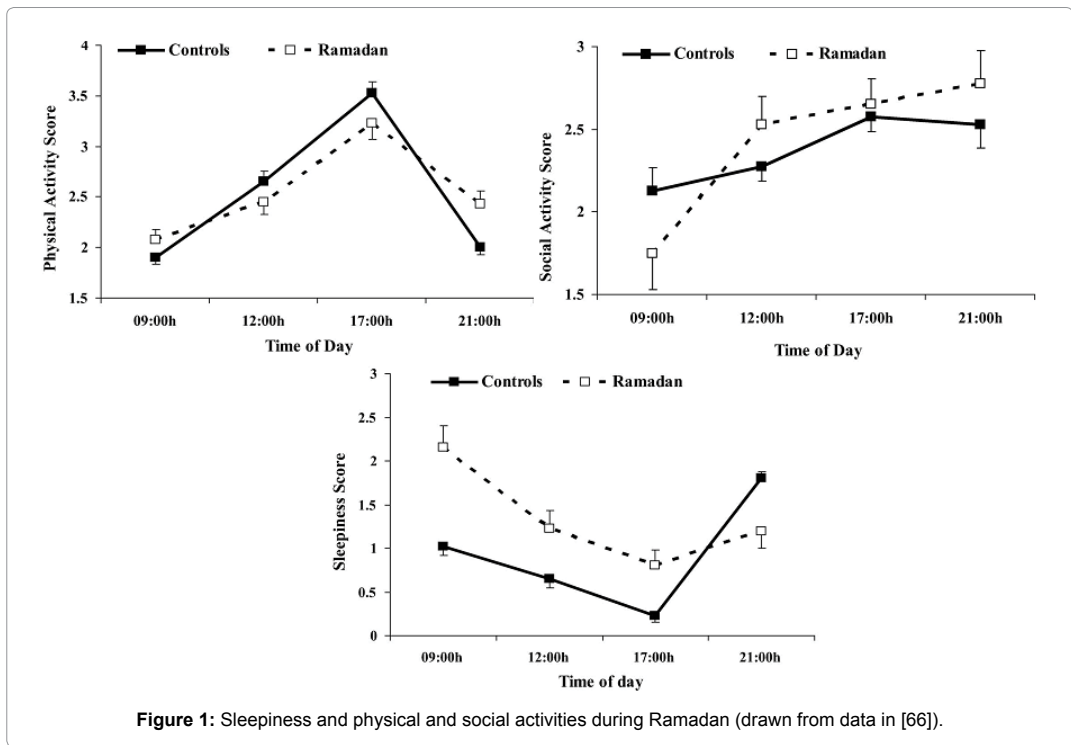 Controls Ramadan
Physical Activity Score
4
3.5
3
2.5
2
1.5
09:00h 12:00h 17:00h 21:00h
Time of Day
Controls Ramadan
Social Activity Score
3
2.5
2
1.5
09:00h 12:00h 17:00h 21:00h
Time of Day
Controls Ramadan
Sleepiness Score
3
2.5
2
1.5
1
0.5
0
09:00h 12:00h 17:00h 21:00h
Time of day
Figure 1: Sleepiness and physical and social activities during Ramadan (drawn from data in [66]).